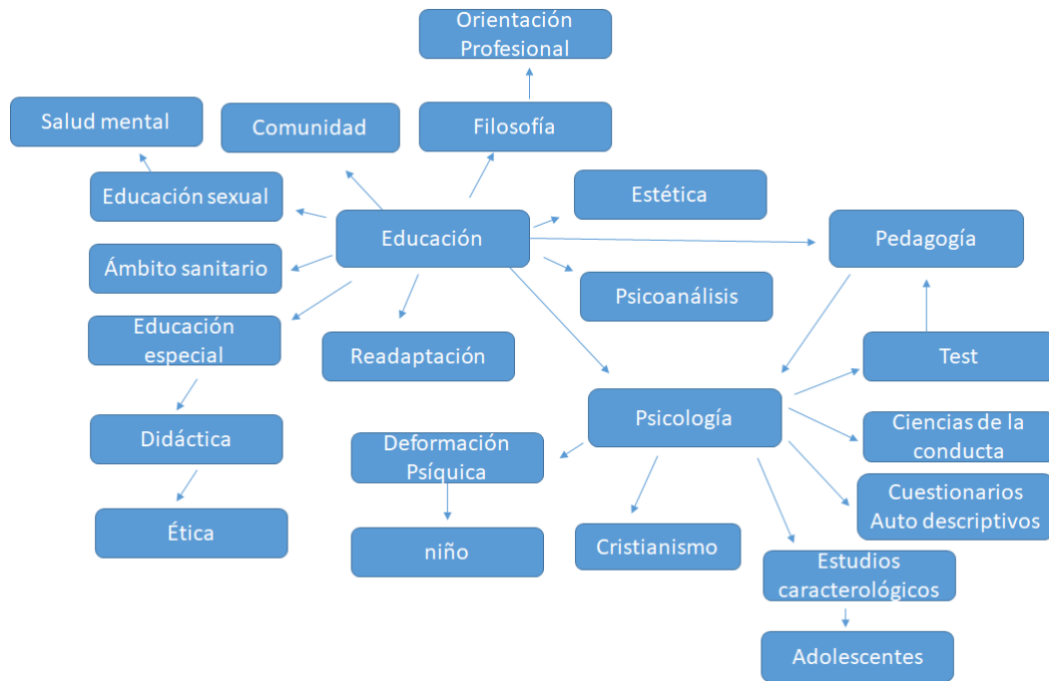 Orientación
Profesional
Salud mental
Comunidad
Filosofía
Educación sexual
Estética
Educación
Pedagogía
Ámbito sanitario
Psicoanálisis
Educación
especial
Readaptación
Test
Psicología
Didáctica
Deformación
Psíquica
Ciencias de la
conducta
Cuestionarios
Auto descriptivos
Ética
niño
Cristianismo
Estudios
caracterológicos
Adolescentes